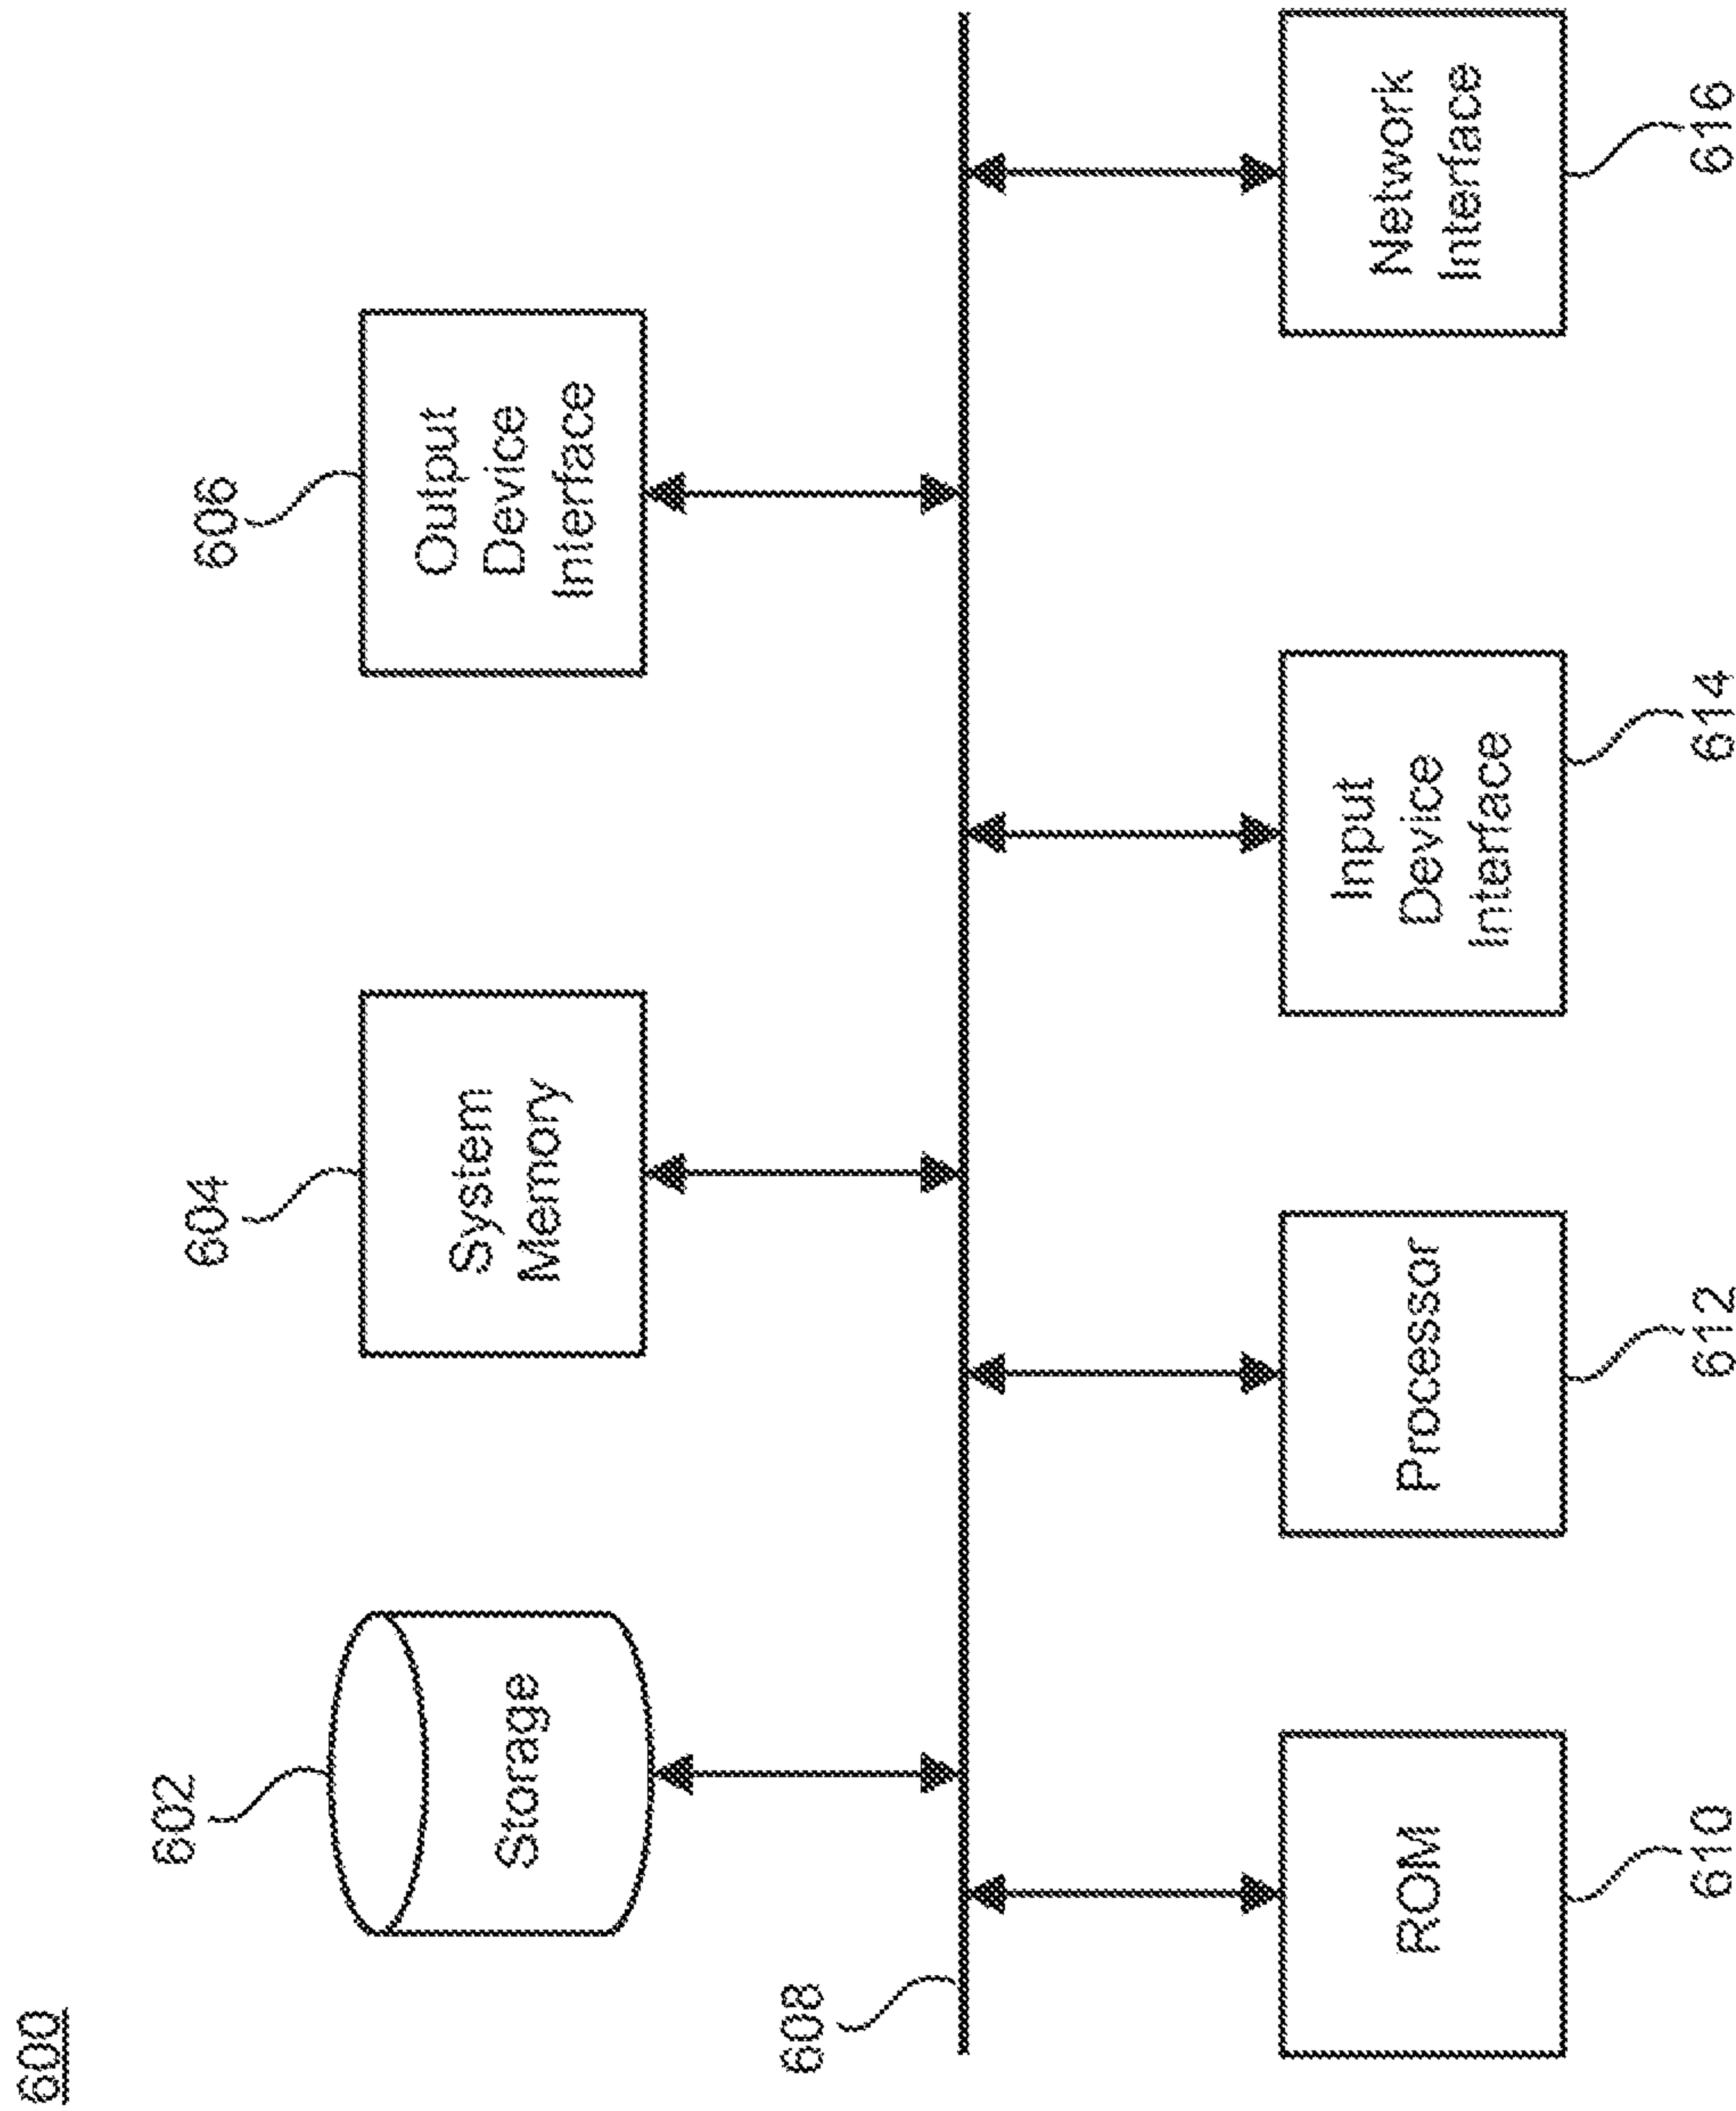 600
602
Storage
604
System
Memory
606
Output
Device
Interface
608
ROM
610
Processor
612
Input
Device
Interface
614
Network
Interface
616